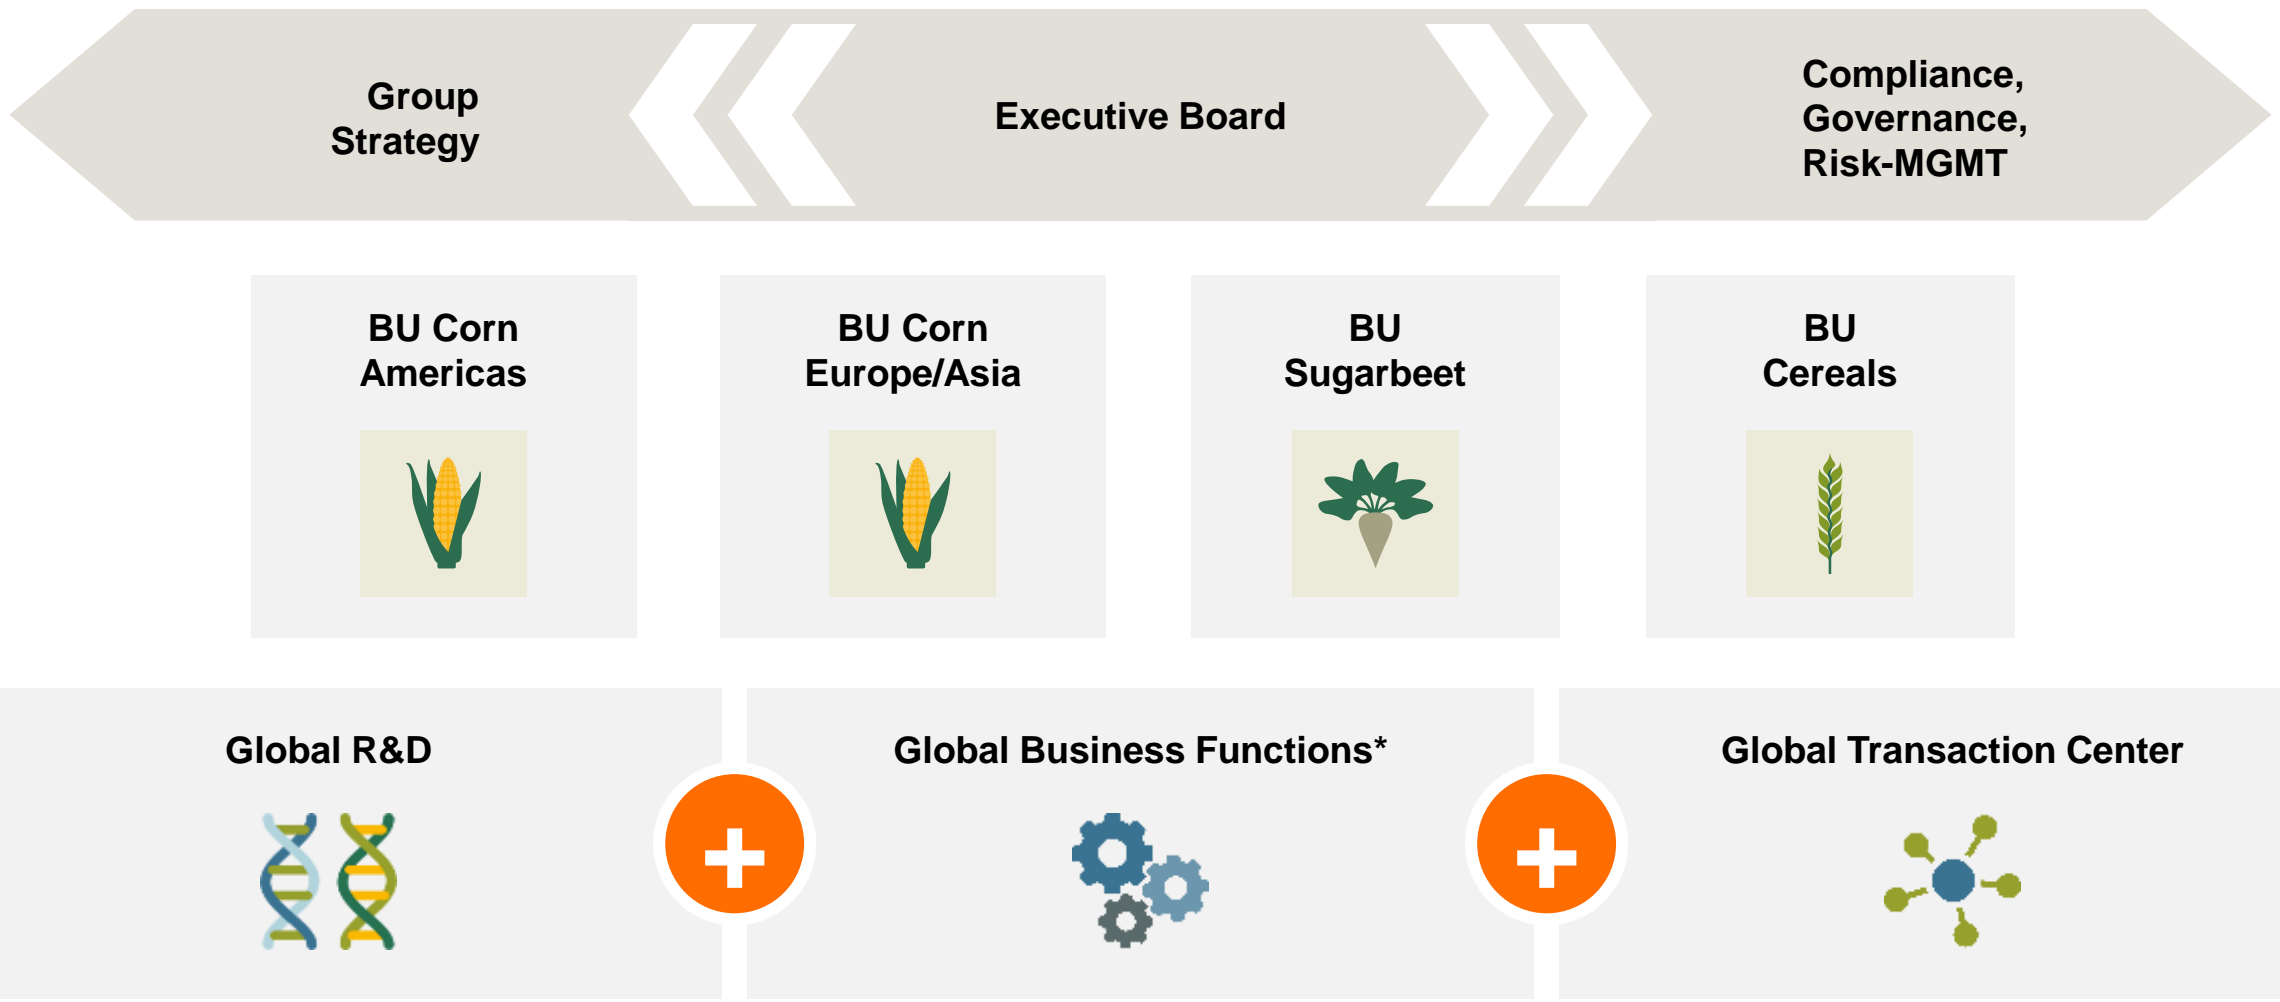 Group
Strategy
Executive Board
Compliance,
Governance,
Risk-MGMT
BU Corn
Americas
BU Corn
Europe/Asia
BU
Sugarbeet
BU
Cereals
Global R&D
Global Business Functions*
Global Transaction Center
+
+